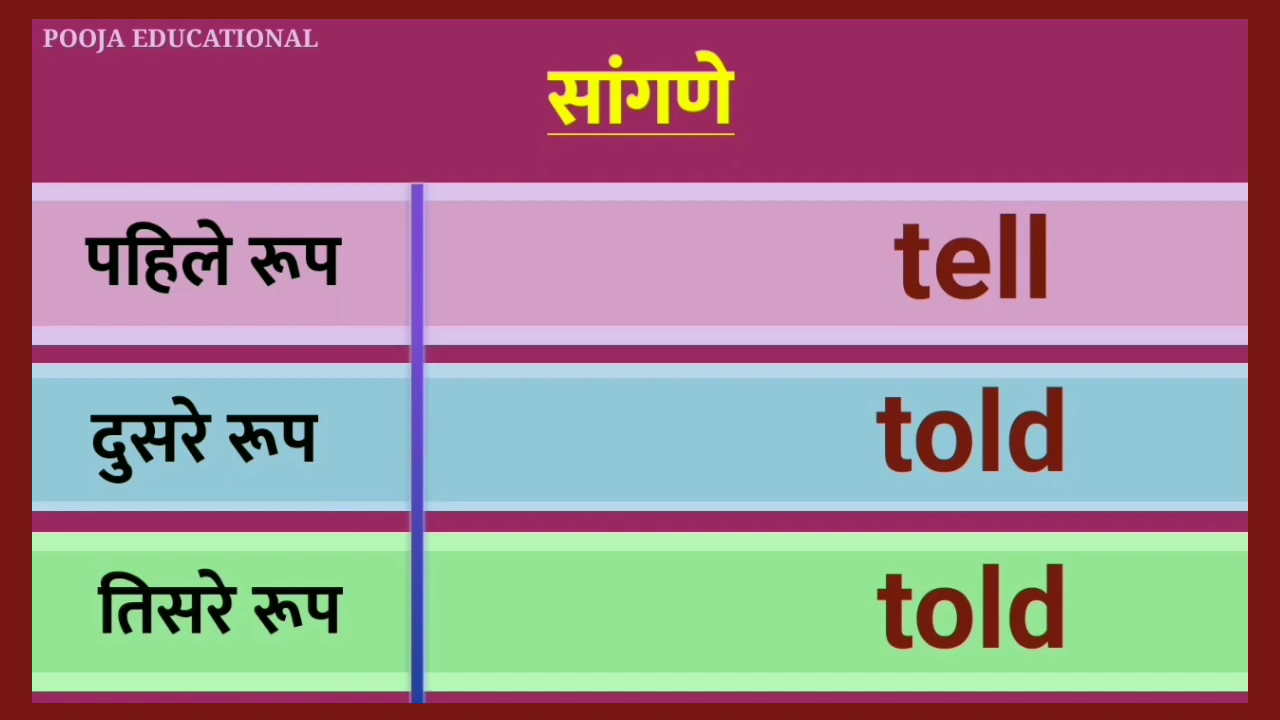 POOJA EDUCATIONAL
सांगणे
पहिले रूप tell
दुसरे रूप told
तिसरे रूप told